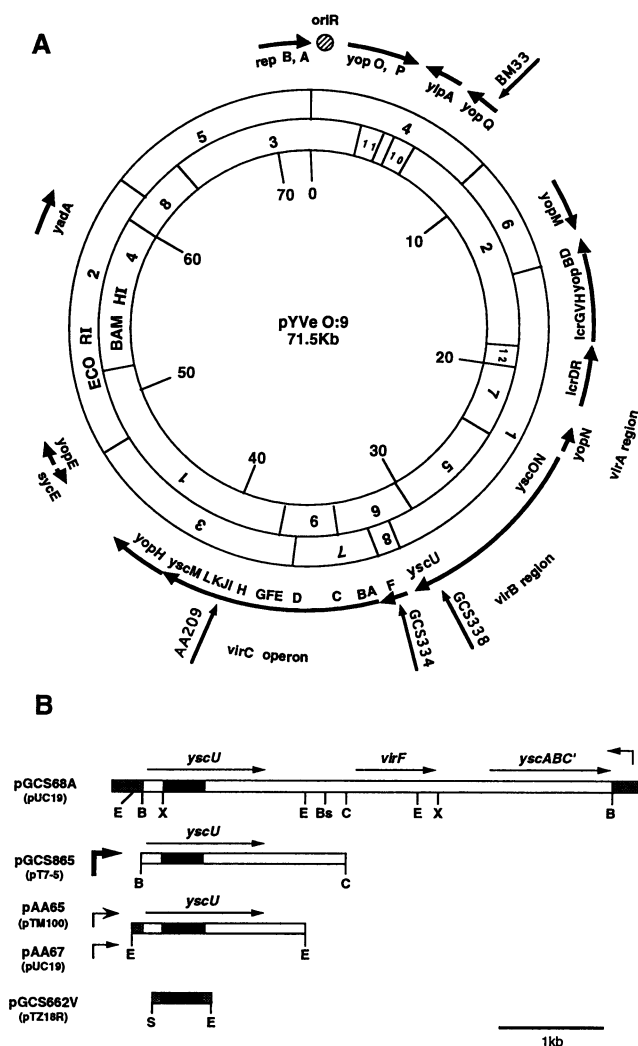 A
oriR
rep B, A
yop O, P
ylpA
yop Q
BM33
yopM
lcrGVHyopBD
lcrDR
yopN
virA region
yscON
virB region
yscU
GCS338
GCS334
F
BA
C
D
GFE
H
LKJI
yscM
yopH
AA209
virC operon
sycE
yopE
yadA
5
4
6
1
8
7
3
2
ECO RI
3
11
10
2
12
7
5
6
9
1
BAM HI
4
8
0
10
20
30
40
50
60
70
pYVe O:9
71.5Kb
B
yscU virF yscABC'
pGCS68A
(pUC19)
E B X E Bs C E X B
yscU
pGCS865
(pT7-5)
B C
pAA65
(pTM100)
yscU
pAA67
(pUC19)
E E
pGCS662V
(pTZ18R)
S E
1kb